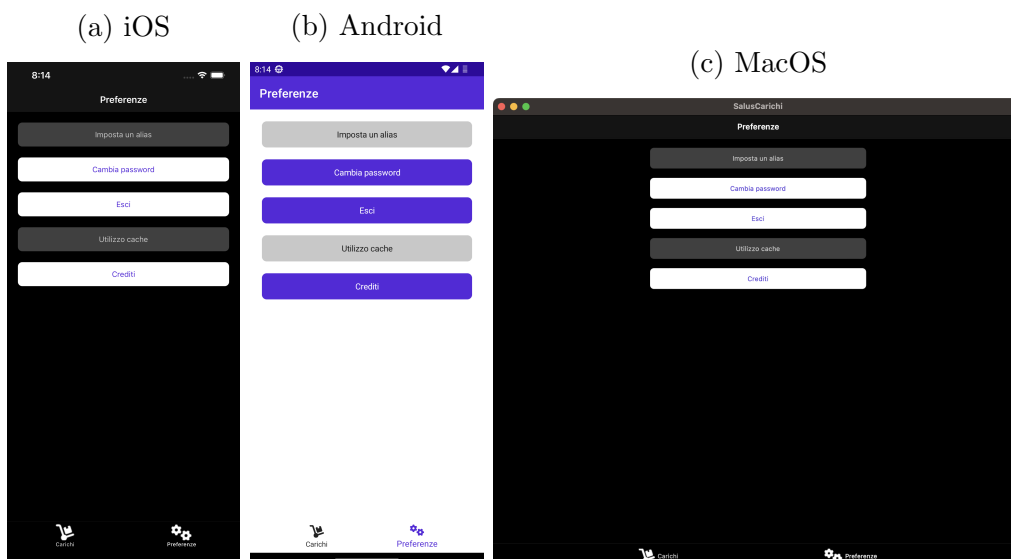 (a) iOS
8:14
Preferenze
Imposta un alias
Cambia password
Esci
Utilizzo cache
Crediti
Carichi
Preferenze
(b) Android
8:14
Preferenze
Imposta un alias
Cambia password
Esci
Utilizzo cache
Crediti
Carichi
Preferenze
(c) MacOS
SalusCarichi
Preferenze
Imposta un alias
Cambia password
Esci
Utilizzo cache
Crediti
Carichi
Preferenze